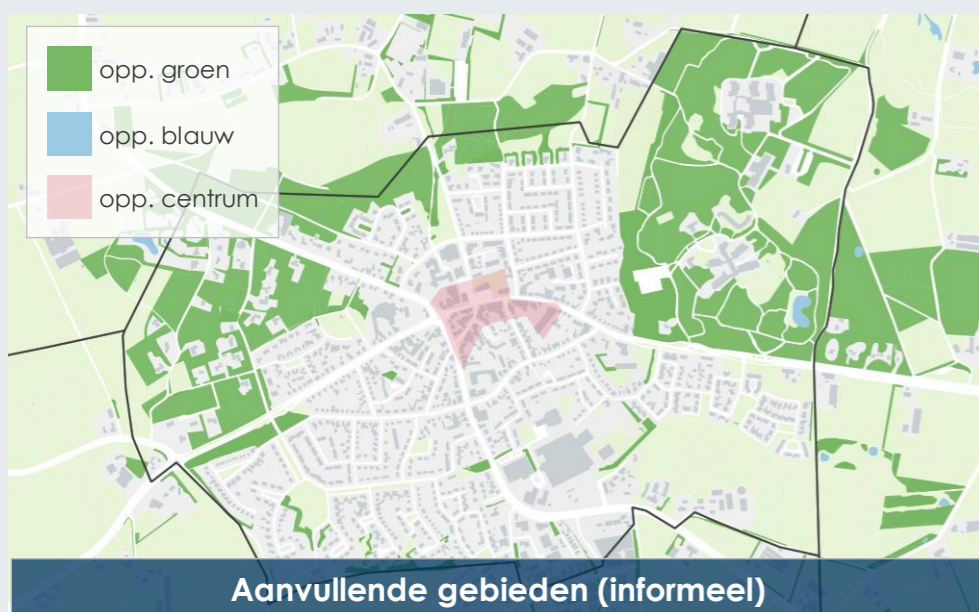 opp. groen
opp. blauw
opp. centrum
Aanvullende gebieden (informeel)